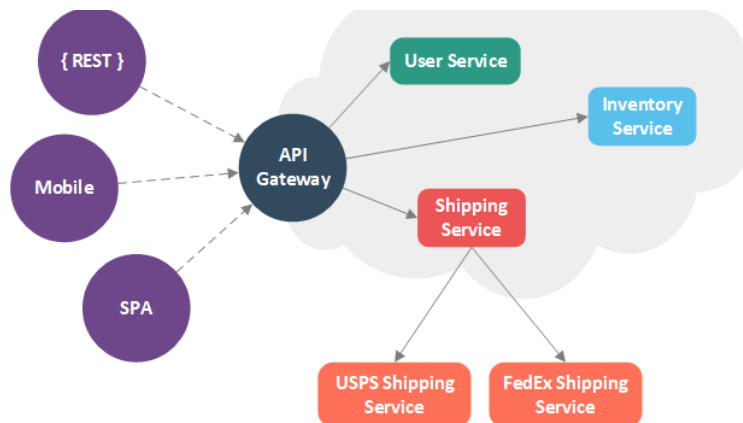 { REST }
User Service
Inventory
Service
API
Gateway
Mobile
Shipping
Service
SPA
USPS Shipping
Service
FedEx Shipping
Service